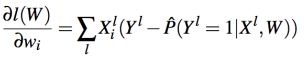 ∂l(W)/∂w_i = ∑_l X_i^l (Y^l − P̂(Y^l = 1|X^l, W))